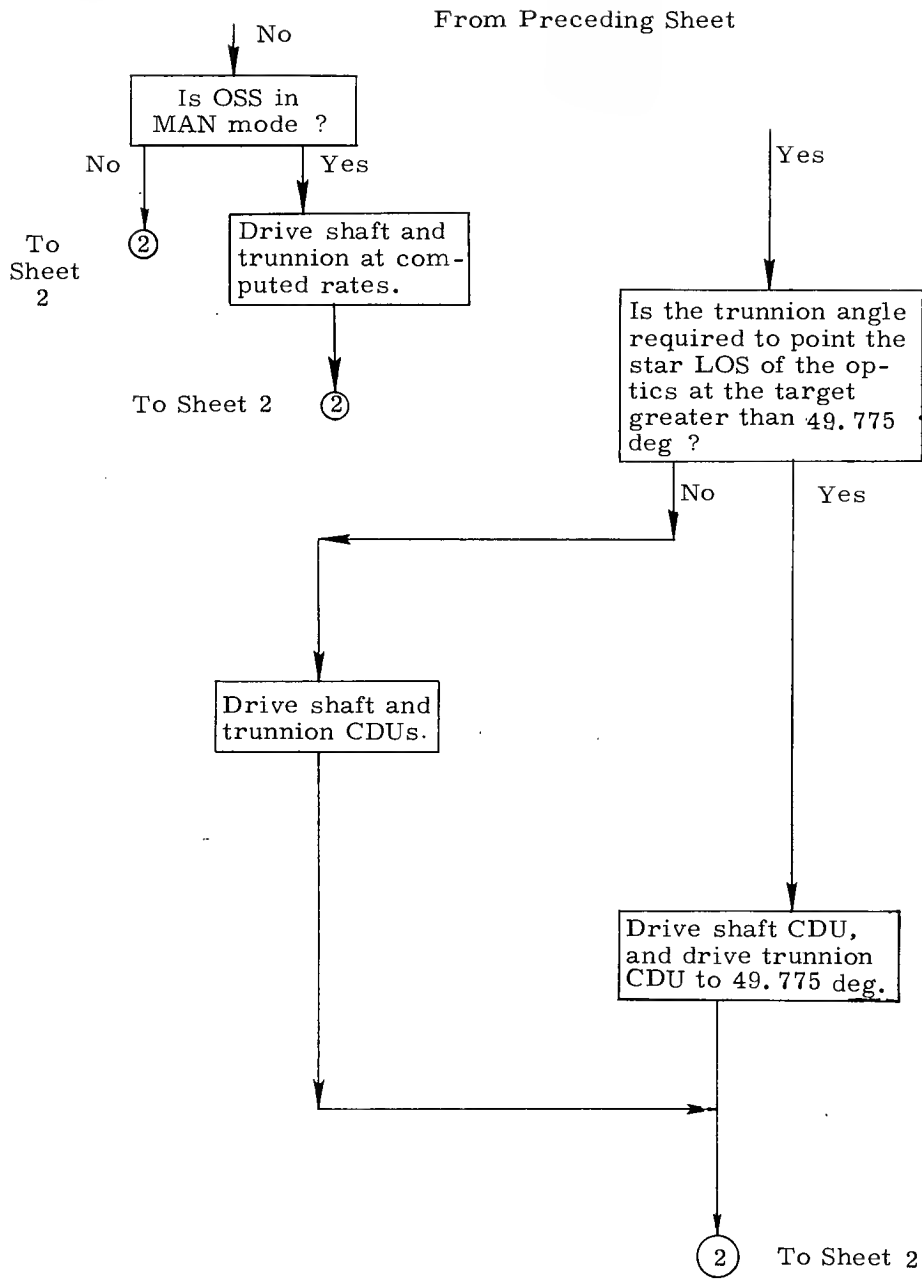 From Preceding Sheet
No
Is OSS in
MAN mode ?
No
Yes
To
Sheet
2
2
Drive shaft and
trunnion at com-
puted rates.
To Sheet 2
2
Yes
Is the trunnion angle
required to point the
star LOS of the op-
tics at the target
greater than 49.775
deg ?
No
Yes
Drive shaft and
trunnion CDUs.
Drive shaft CDU,
and drive trunnion
CDU to 49.775 deg.
2
To Sheet 2